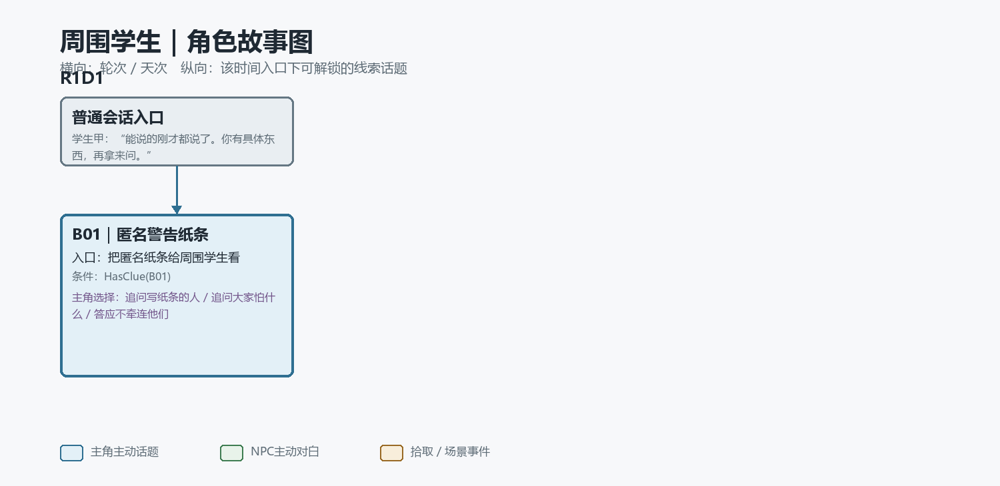 周围学生｜角色故事图
横向：轮次 / 天次　纵向：该时间入口下可解锁的线索话题
R1D1
普通会话入口
学生甲：“能说的刚才都说了。你有具体东
西，再拿来问。”
B01｜匿名警告纸条
入口：把匿名纸条给周围学生看
条件：HasClue(B01)
主角选择：追问写纸条的人 / 追问大家怕什
么 / 答应不牵连他们
主角主动话题
NPC主动对白
拾取 / 场景事件